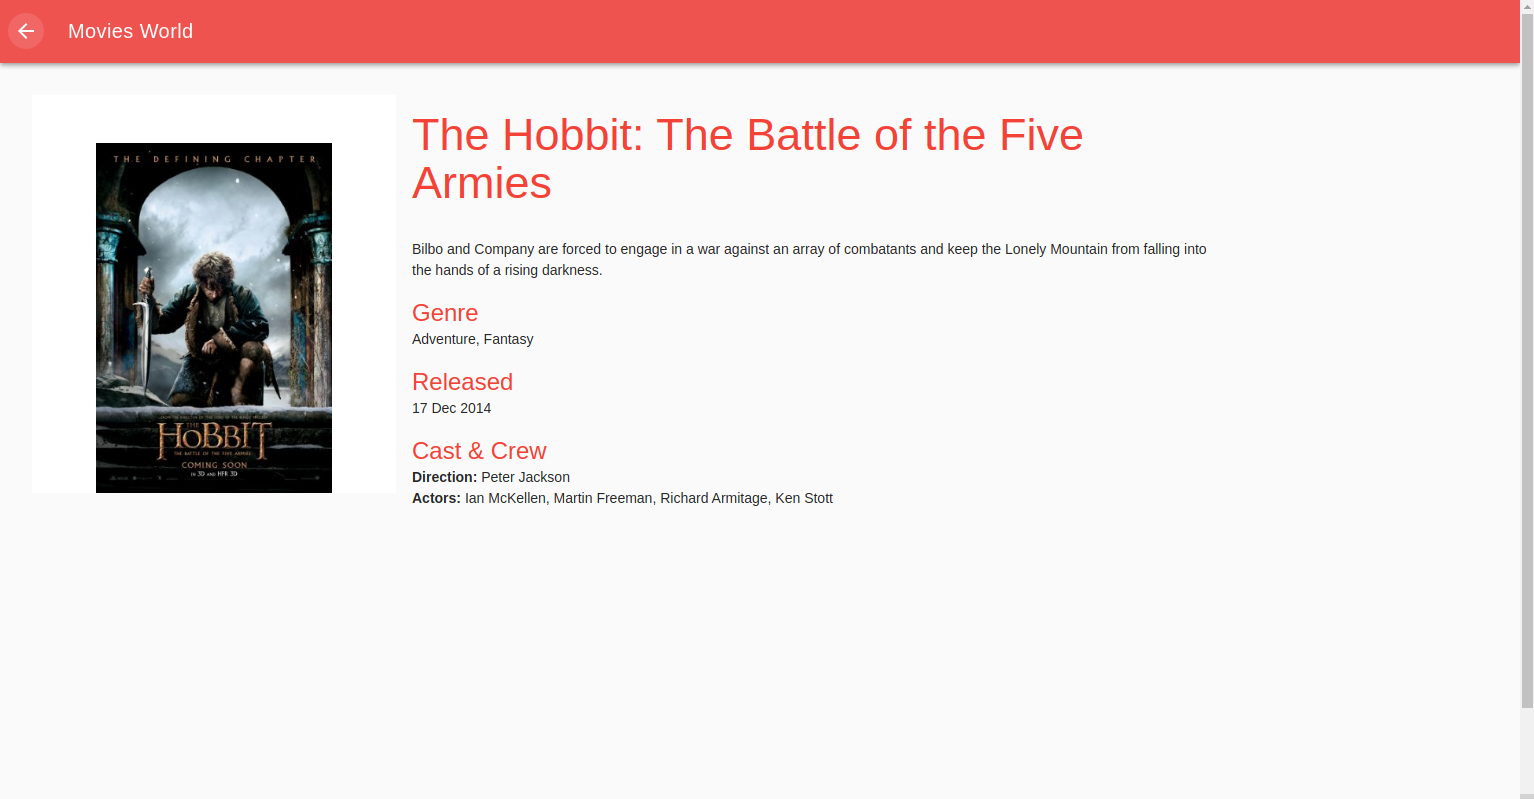 Movies World
THE DEFINING CHAPTER
THE
HOBBIT
THE BATTLE OF THE FIVE ARMIES
COMING SOON
IN 3D AND HFR 3D
The Hobbit: The Battle of the Five
Armies
Bilbo and Company are forced to engage in a war against an array of combatants and keep the Lonely Mountain from falling into
the hands of a rising darkness.
Genre
Adventure, Fantasy
Released
17 Dec 2014
Cast & Crew
Direction: Peter Jackson
Actors: Ian McKellen, Martin Freeman, Richard Armitage, Ken Stott